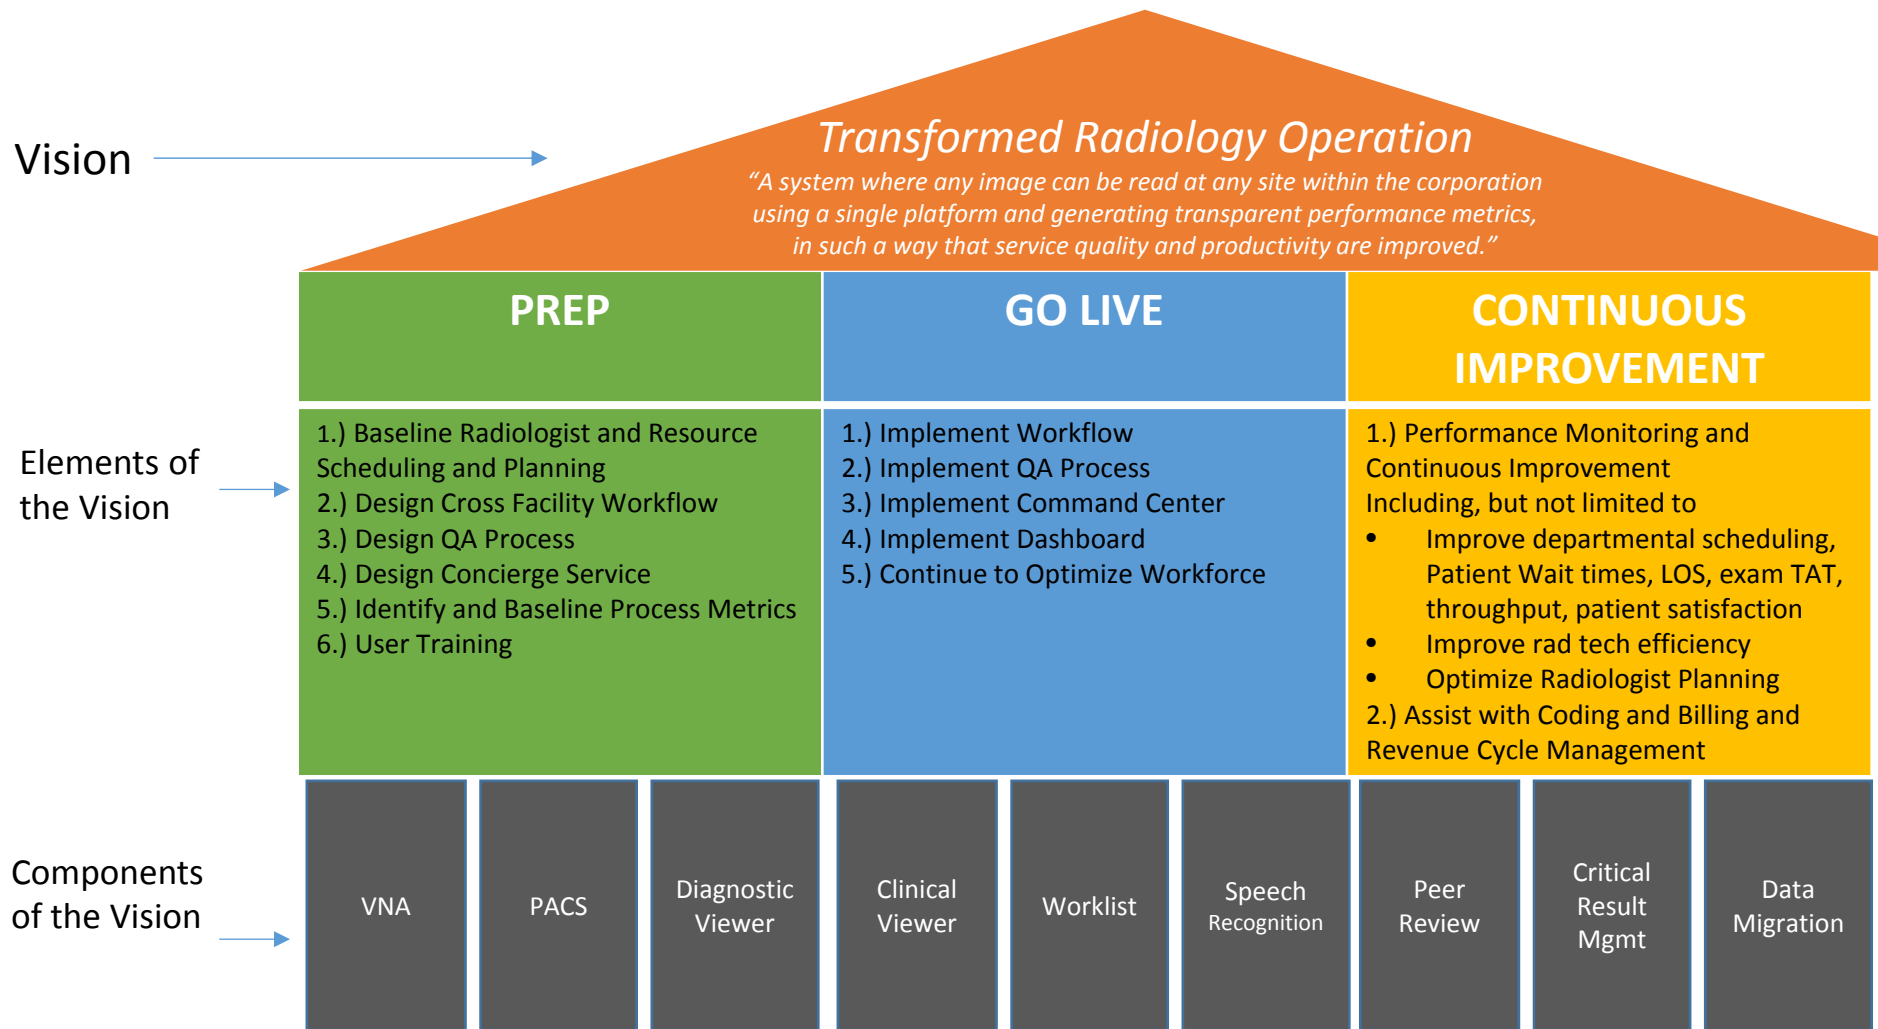 Vision
Transformed Radiology Operation
“A system where any image can be read at any site within the corporation
using a single platform and generating transparent performance metrics,
in such a way that service quality and productivity are improved.”
PREP
GO LIVE
CONTINUOUS
IMPROVEMENT
Elements of
the Vision
1.) Baseline Radiologist and Resource
Scheduling and Planning
2.) Design Cross Facility Workflow
3.) Design QA Process
4.) Design Concierge Service
5.) Identify and Baseline Process Metrics
6.) User Training
1.) Implement Workflow
2.) Implement QA Process
3.) Implement Command Center
4.) Implement Dashboard
5.) Continue to Optimize Workforce
1.) Performance Monitoring and
Continuous Improvement
Including, but not limited to
• Improve departmental scheduling,
Patient Wait times, LOS, exam TAT,
throughput, patient satisfaction
• Improve rad tech efficiency
• Optimize Radiologist Planning
2.) Assist with Coding and Billing and
Revenue Cycle Management
Components
of the Vision
VNA
PACS
Diagnostic
Viewer
Clinical
Viewer
Worklist
Speech
Recognition
Peer
Review
Critical
Result
Mgmt
Data
Migration